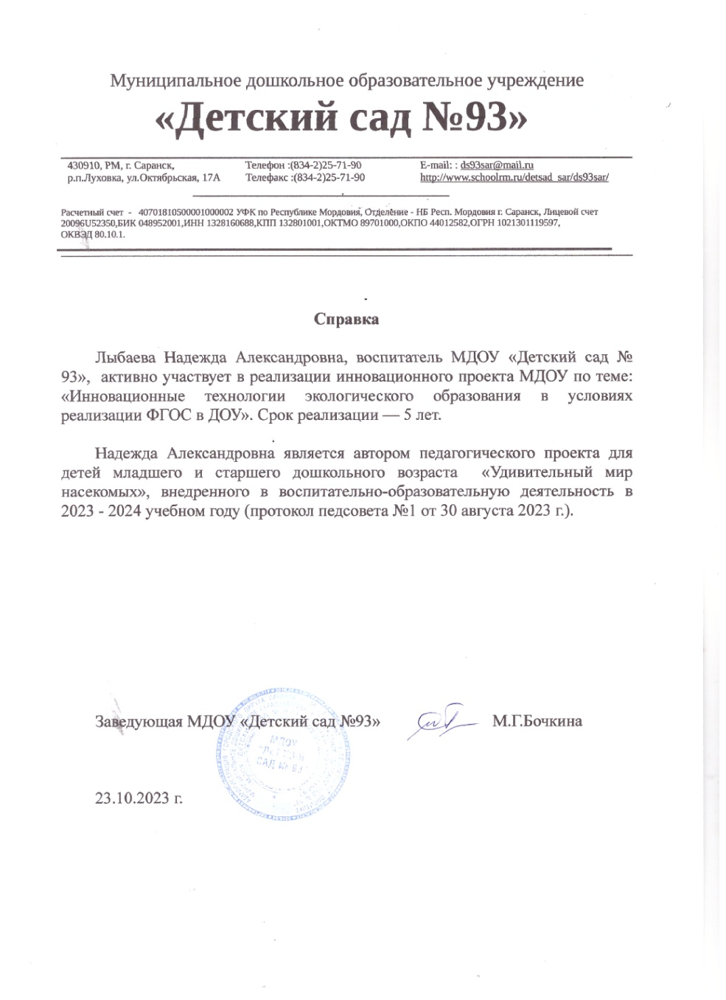 Муниципальное дошкольное образовательное учреждение
«Детский сад №93»
430910, РМ, г. Саранск, Телефон :(834-2)25-71-90 E-mail: : ds93sar@mail.ru
р.п.Луховка, ул.Октябрьская, 17А Телефакс :(834-2)25-71-90 http://www.schoolrm.ru/detsad_sar/ds93sar/
Расчетный счет - 40701810500001000002 УФК по Республике Мордовия, Отделение - НБ Респ. Мордовия г. Саранск, Лицевой счет
20096U52350,БИК 048952001,ИНН 1328160688,КПП 132801001,ОКТМО 89701000,ОКПО 44012582,ОГРН 1021301119597,
ОКВЭД 80.10.1.
Справка
Лыбаева Надежда Александровна, воспитатель МДОУ «Детский сад №
93», активно участвует в реализации инновационного проекта МДОУ по теме:
«Инновационные технологии экологического образования в условиях
реализации ФГОС в ДОУ». Срок реализации — 5 лет.
Надежда Александровна является автором педагогического проекта для
детей младшего и старшего дошкольного возраста «Удивительный мир
насекомых», внедренного в воспитательно-образовательную деятельность в
2023 - 2024 учебном году (протокол педсовета №1 от 30 августа 2023 г.).
Заведующая МДОУ «Детский сад №93» М.Г.Бочкина
МДОУ
САД № 93
23.10.2023 г.